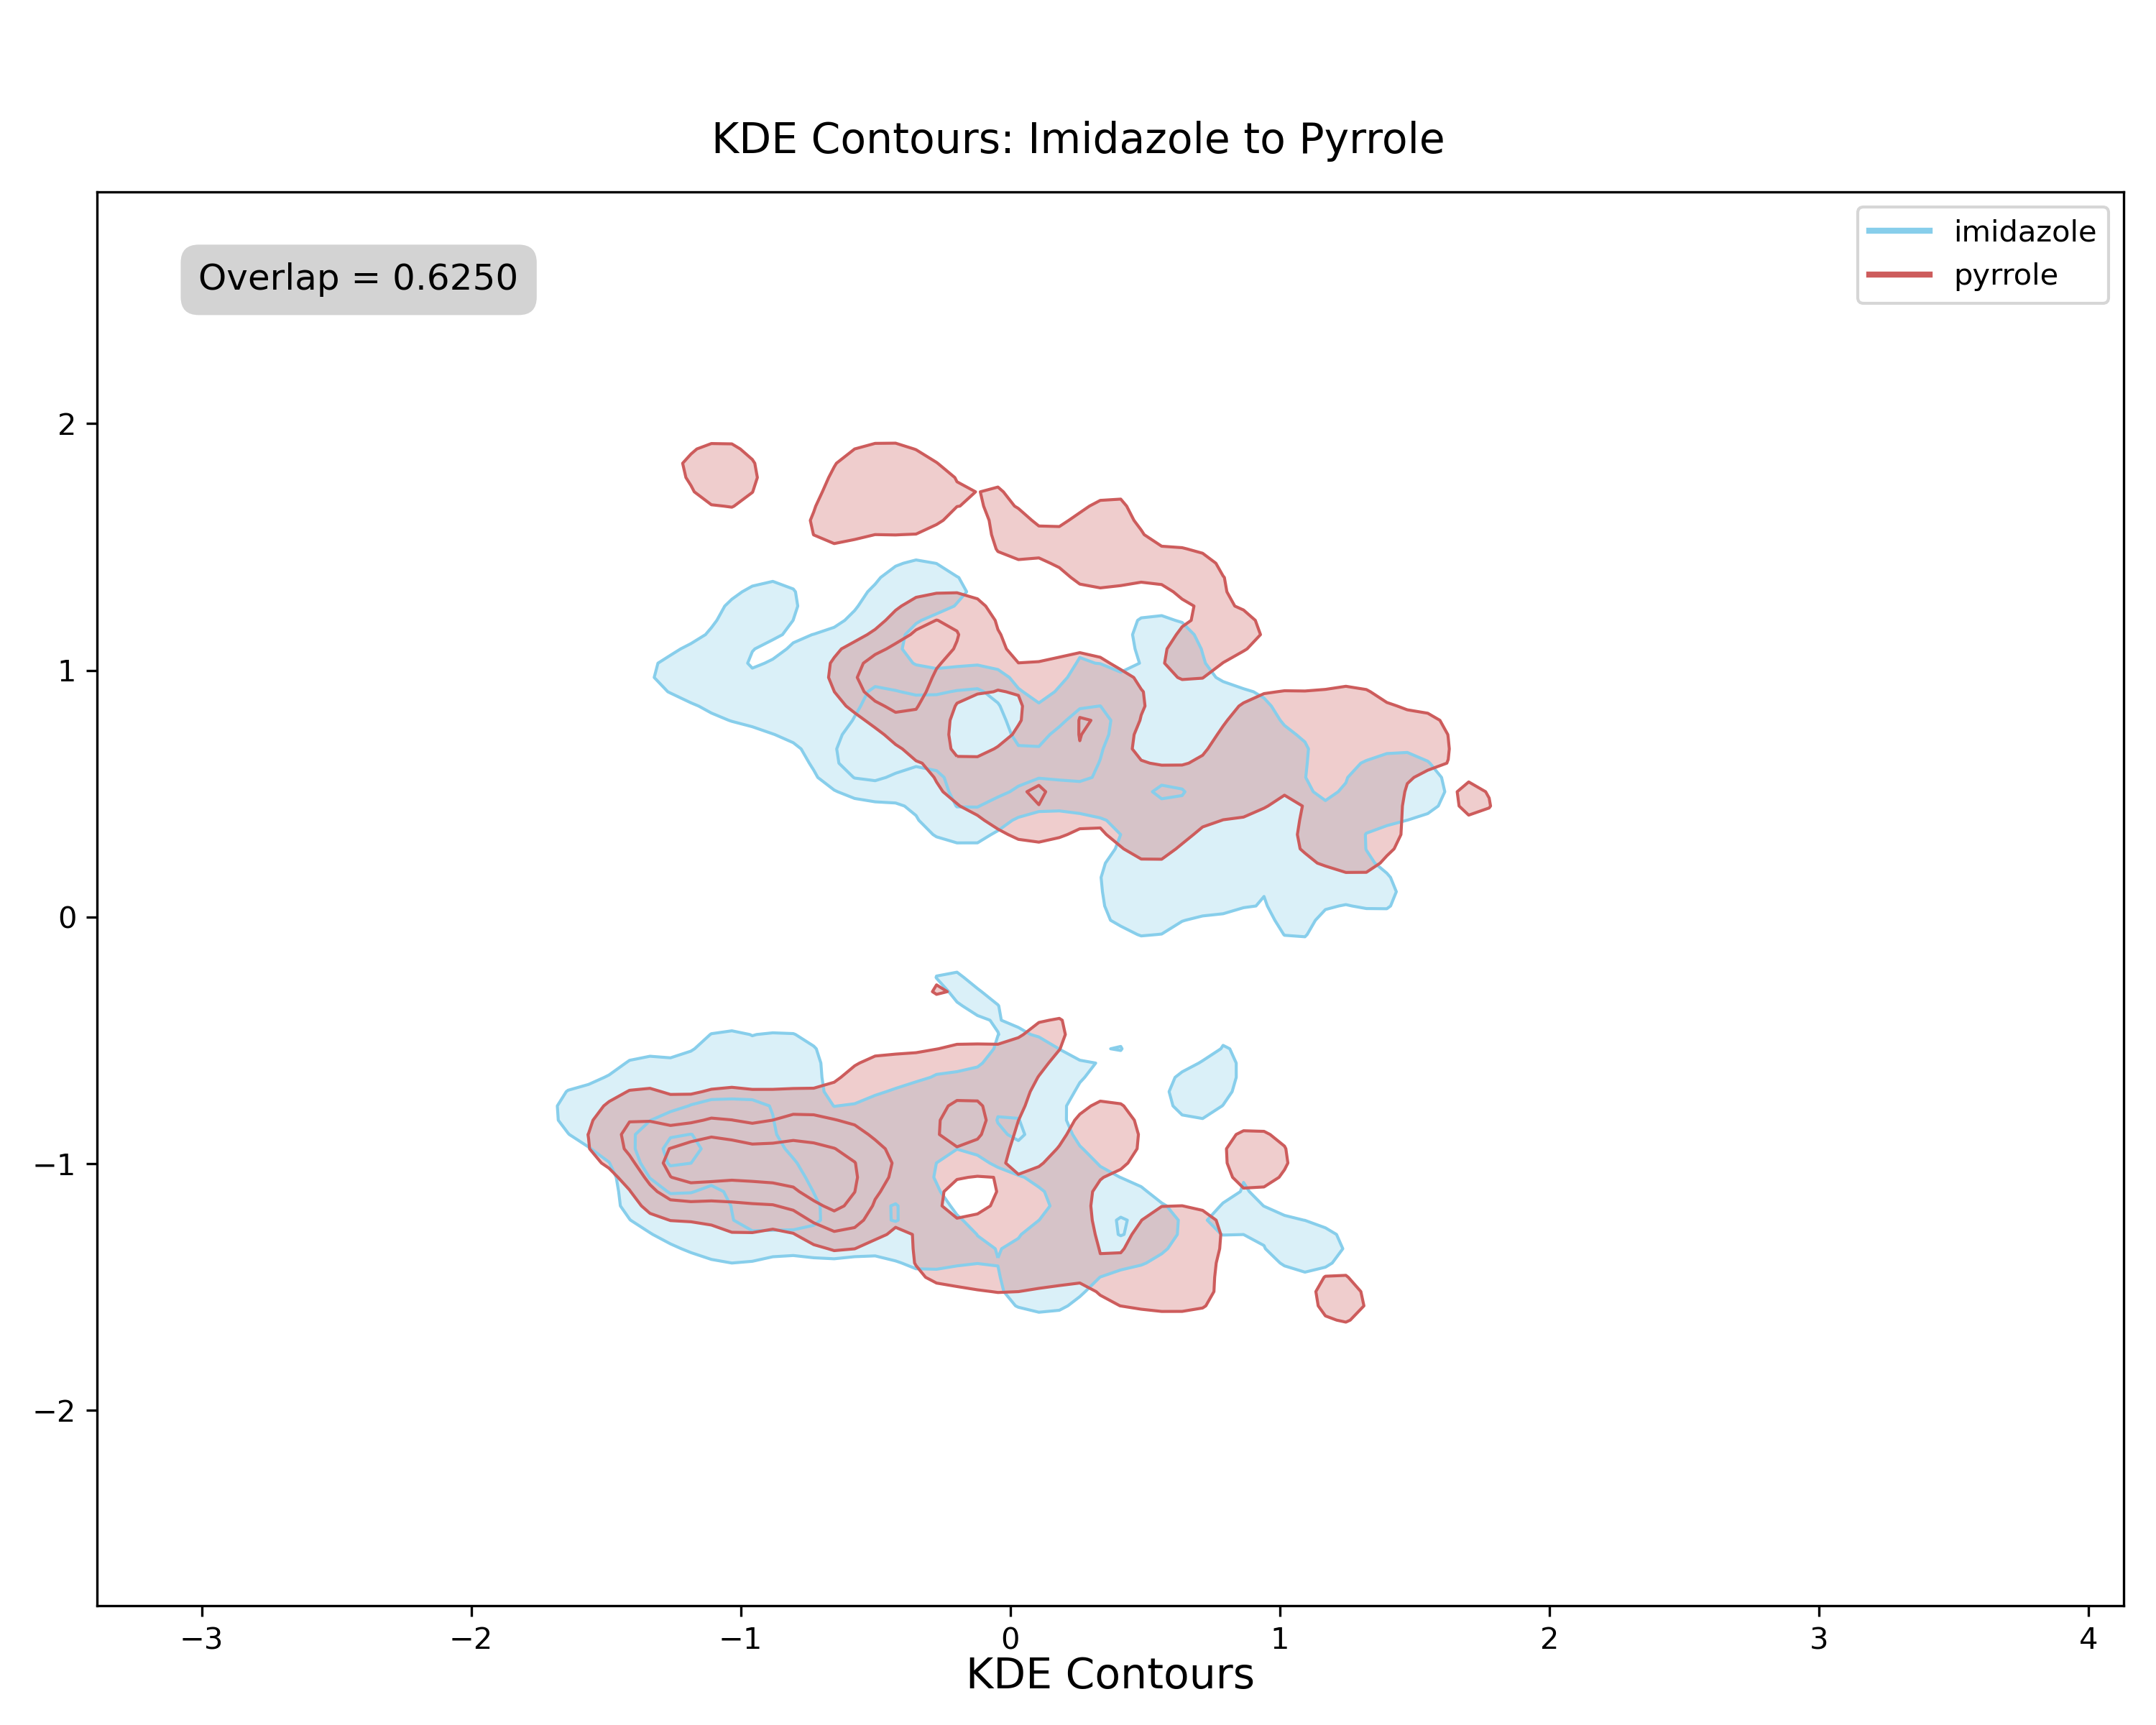 KDE Contours: Imidazole to Pyrrole
Overlap = 0.6250
imidazole
pyrrole
2
1
0
−1
−2
−3 −2 −1 0 1 2 3 4
KDE Contours